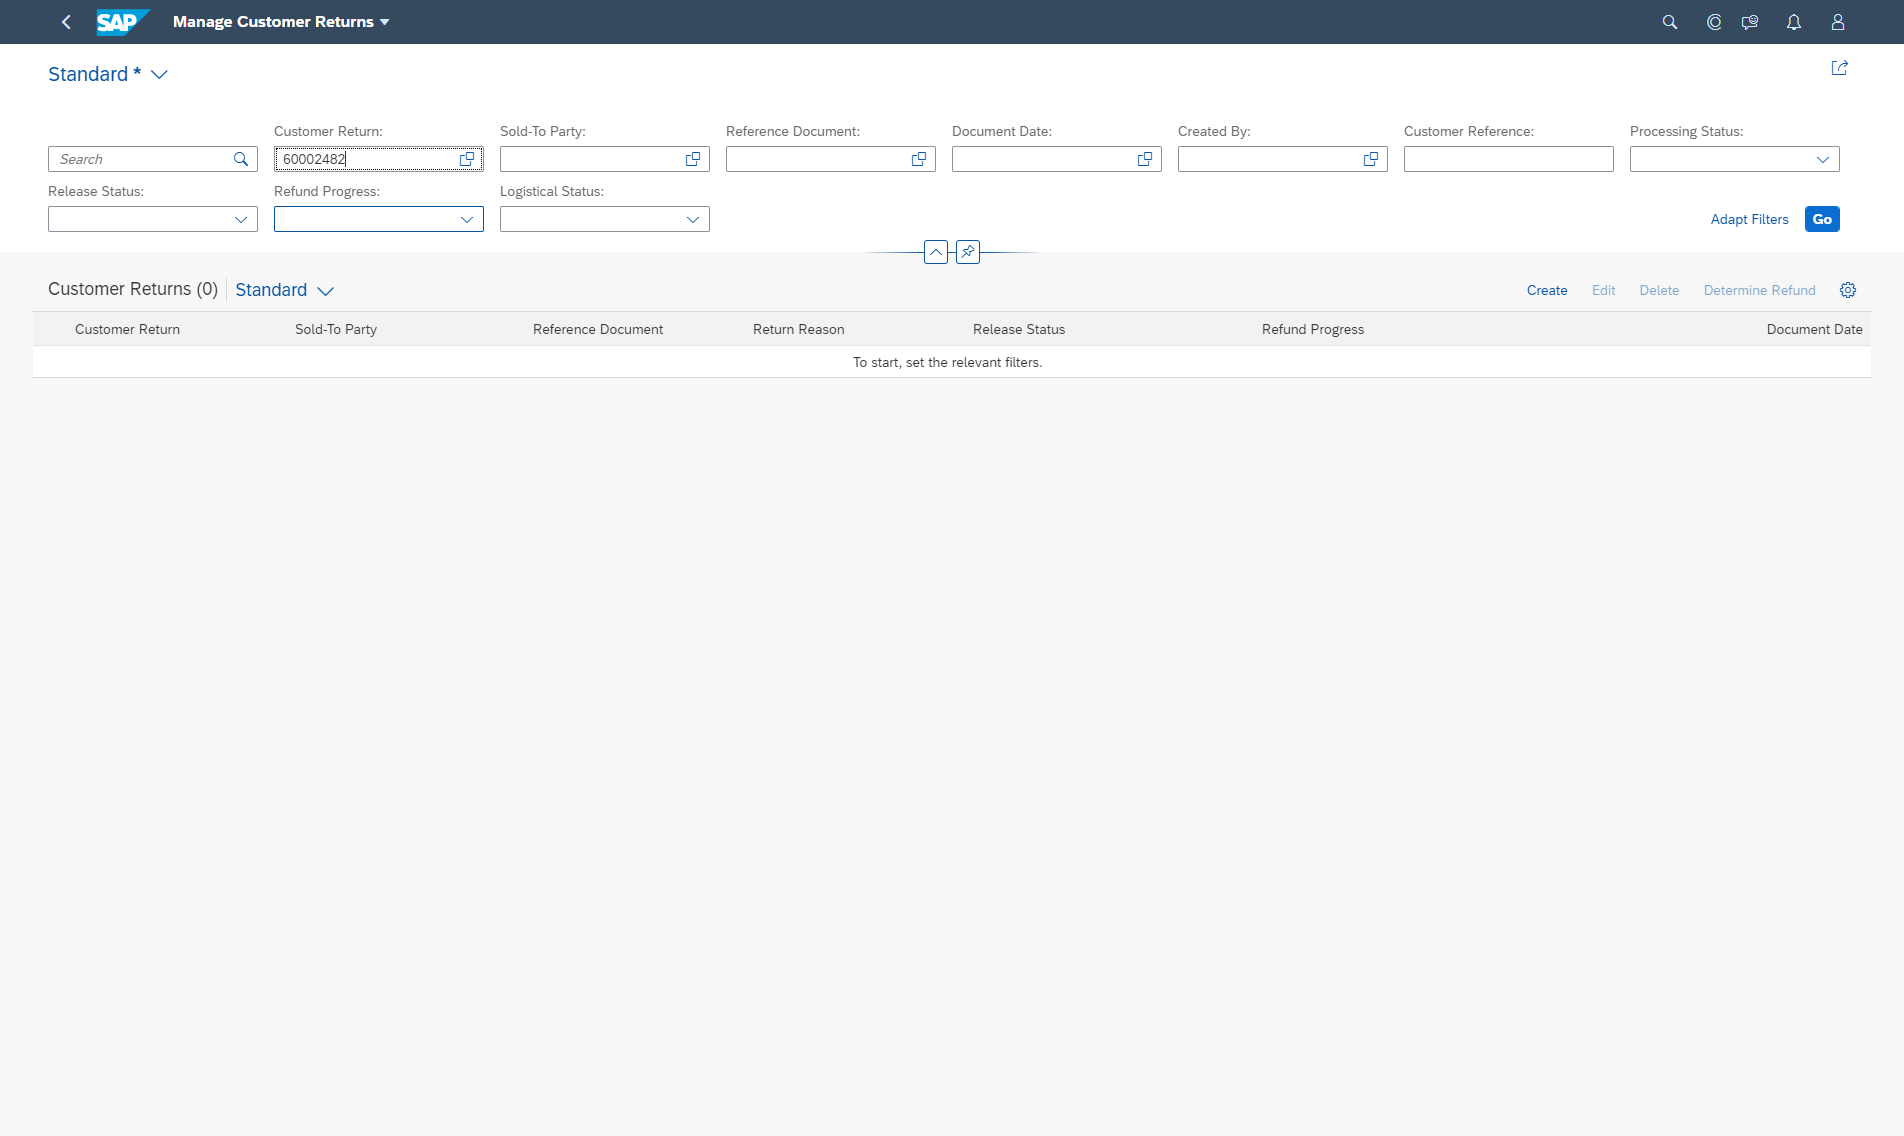 SAP Manage Customer Returns
Standard *
Customer Return: Sold-To Party: Reference Document: Document Date: Created By: Customer Reference: Processing Status:
Search 60002482
Release Status: Refund Progress: Logistical Status:
Adapt Filters Go
Customer Returns (0) Standard Create Edit Delete Determine Refund
Customer Return Sold-To Party Reference Document Return Reason Release Status Refund Progress Document Date
To start, set the relevant filters.